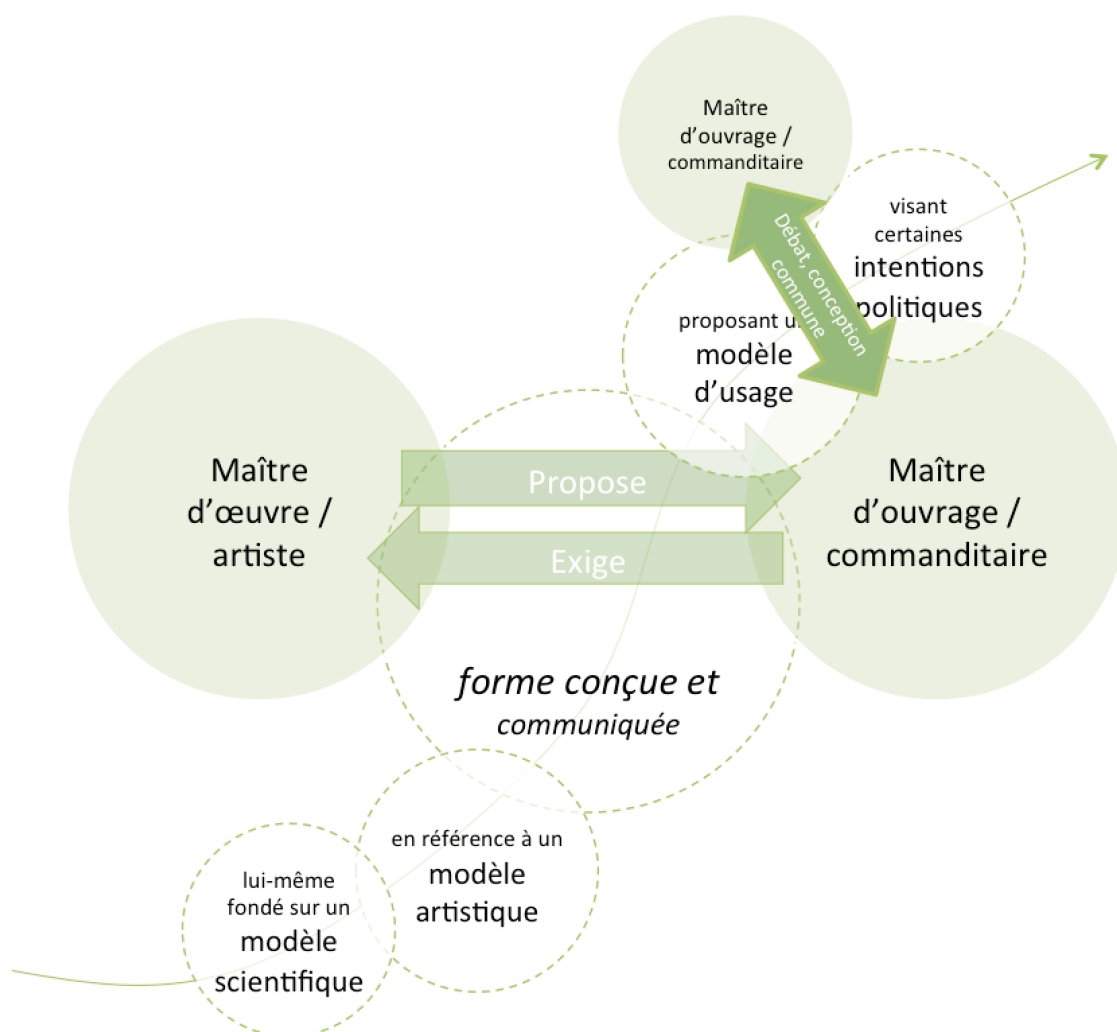 Maître
d’ouvrage /
commanditaire
visant
certaines
intentions
politiques
Débat, conception
commune
proposant u
modèle
d’usage
Maître
d’œuvre /
artiste
Propose
Exige
Maître
d’ouvrage /
commanditaire
forme conçue et
communiquée
en référence à un
modèle
artistique
lui-même
fondé sur un
modèle
scientifique